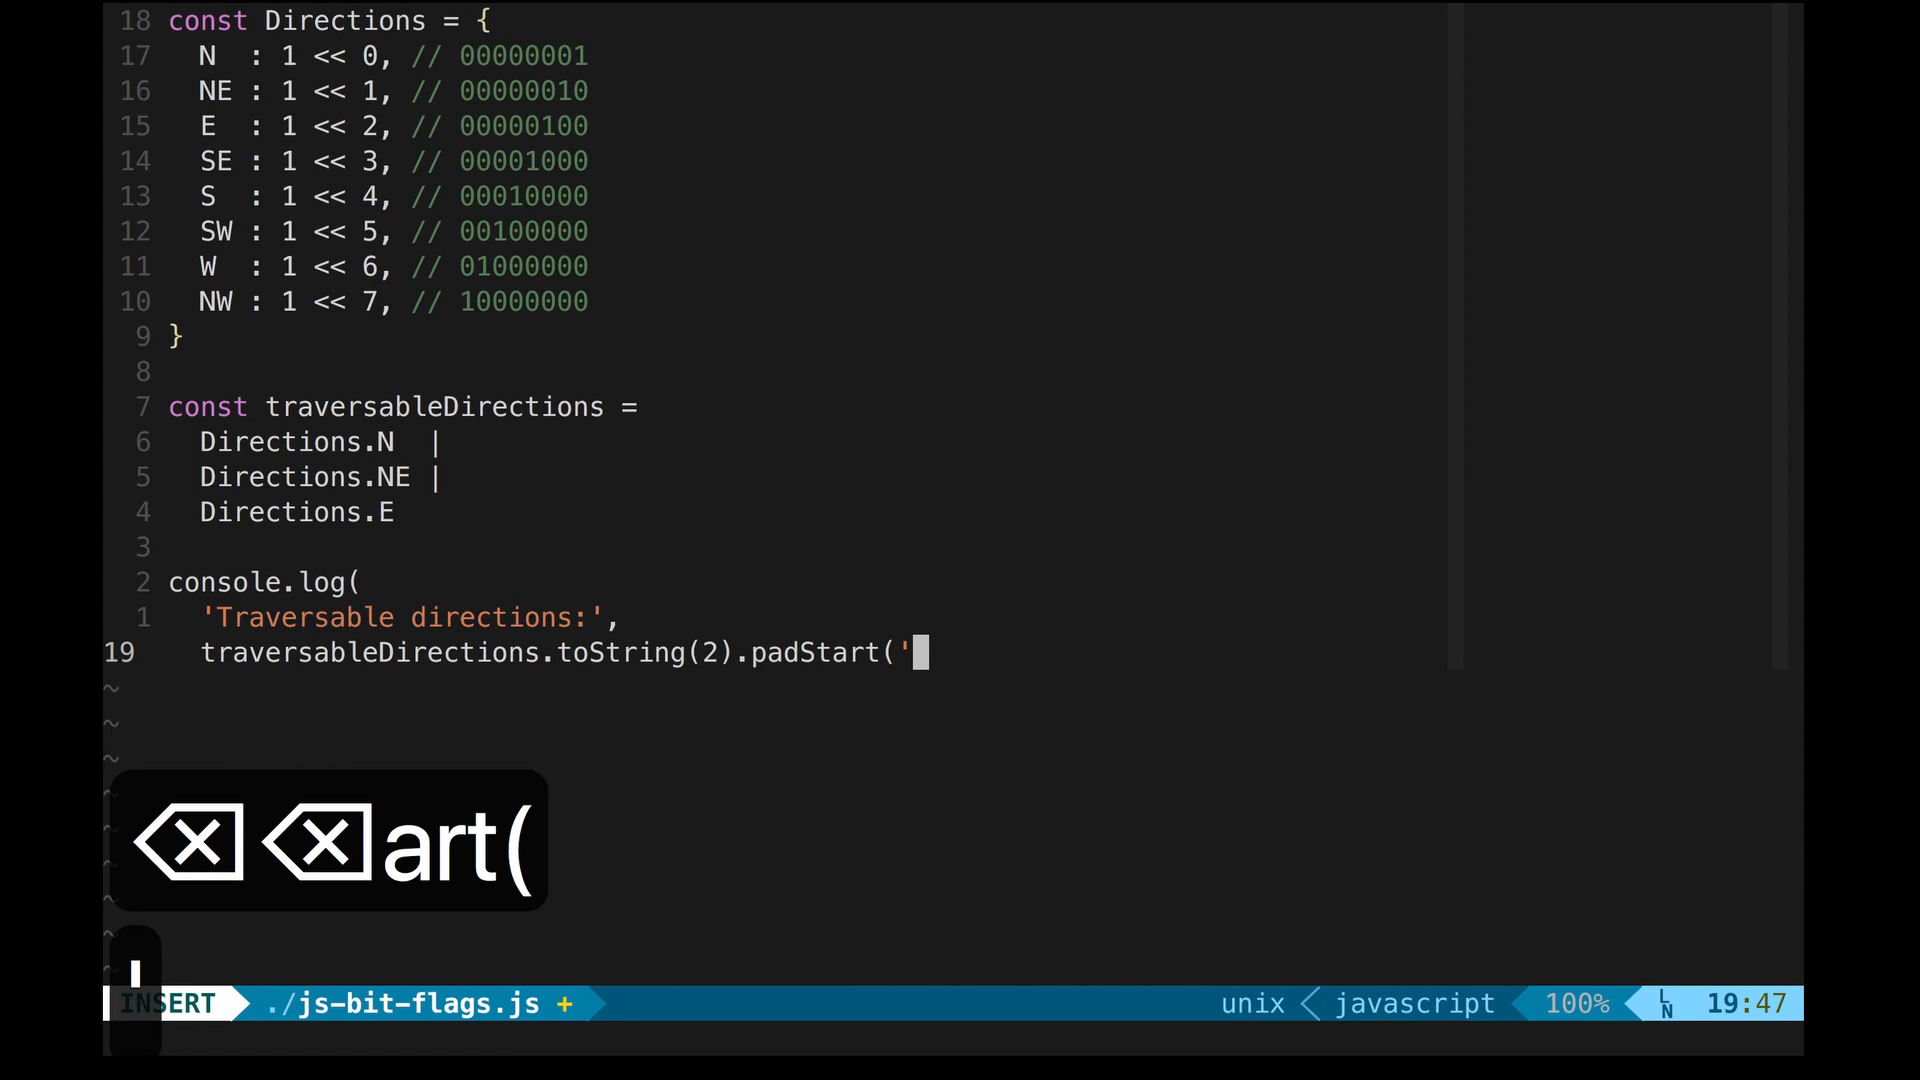 18 const Directions = {
17   N  : 1 << 0, // 00000001
16   NE : 1 << 1, // 00000010
15   E  : 1 << 2, // 00000100
14   SE : 1 << 3, // 00001000
13   S  : 1 << 4, // 00010000
12   SW : 1 << 5, // 00100000
11   W  : 1 << 6, // 01000000
10   NW : 1 << 7, // 10000000
9 }
8
7 const traversableDirections =
6   Directions.N  |
5   Directions.NE |
4   Directions.E
3
2 console.log(
1   'Traversable directions:',
19   traversableDirections.toString(2).padStart('
~
~
~
~
~
~
~
~
~
⌫⌫art(
'
INSERT ./js-bit-flags.js + unix javascript 100% LN 19:47